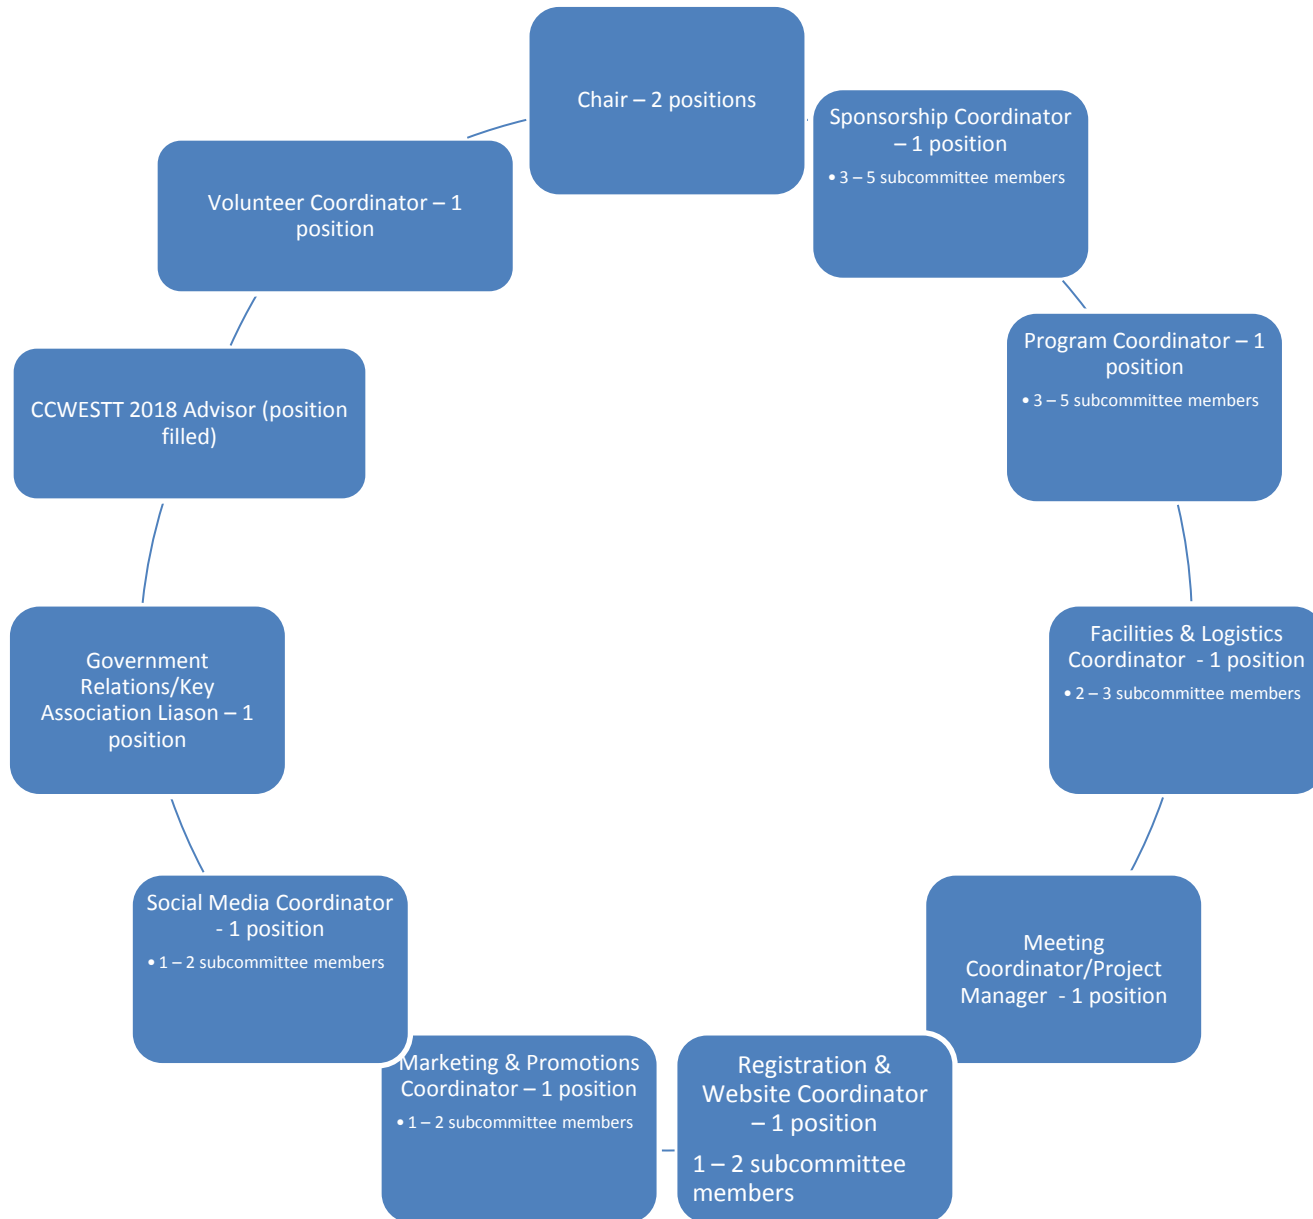 Chair – 2 positions
Sponsorship Coordinator
– 1 position
• 3 – 5 subcommittee members
Program Coordinator – 1
position
• 3 – 5 subcommittee members
Facilities & Logistics
Coordinator  - 1 position
• 2 – 3 subcommittee members
Meeting
Coordinator/Project
Manager  - 1 position
Registration &
Website Coordinator
– 1 position
1 – 2 subcommittee
members
Marketing & Promotions
Coordinator – 1 position
• 1 – 2 subcommittee members
Social Media Coordinator
- 1 position
• 1 – 2 subcommittee members
Government
Relations/Key
Association Liason – 1
position
CCWESTT 2018 Advisor (position
filled)
Volunteer Coordinator – 1
position